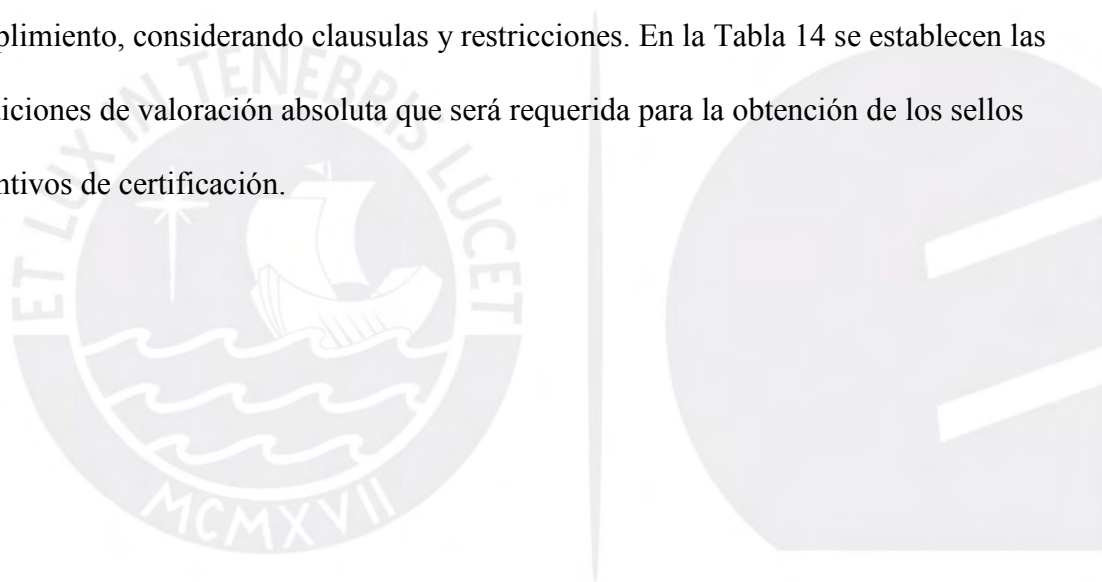 plimiento, considerando clausulas y restricciones. En la Tabla 14 se establecen las
diciones de valoración absoluta que será requerida para la obtención de los sellos
ntivos de certificación.
ET LUX IN TENEBRIS LUCET
MCMXVII